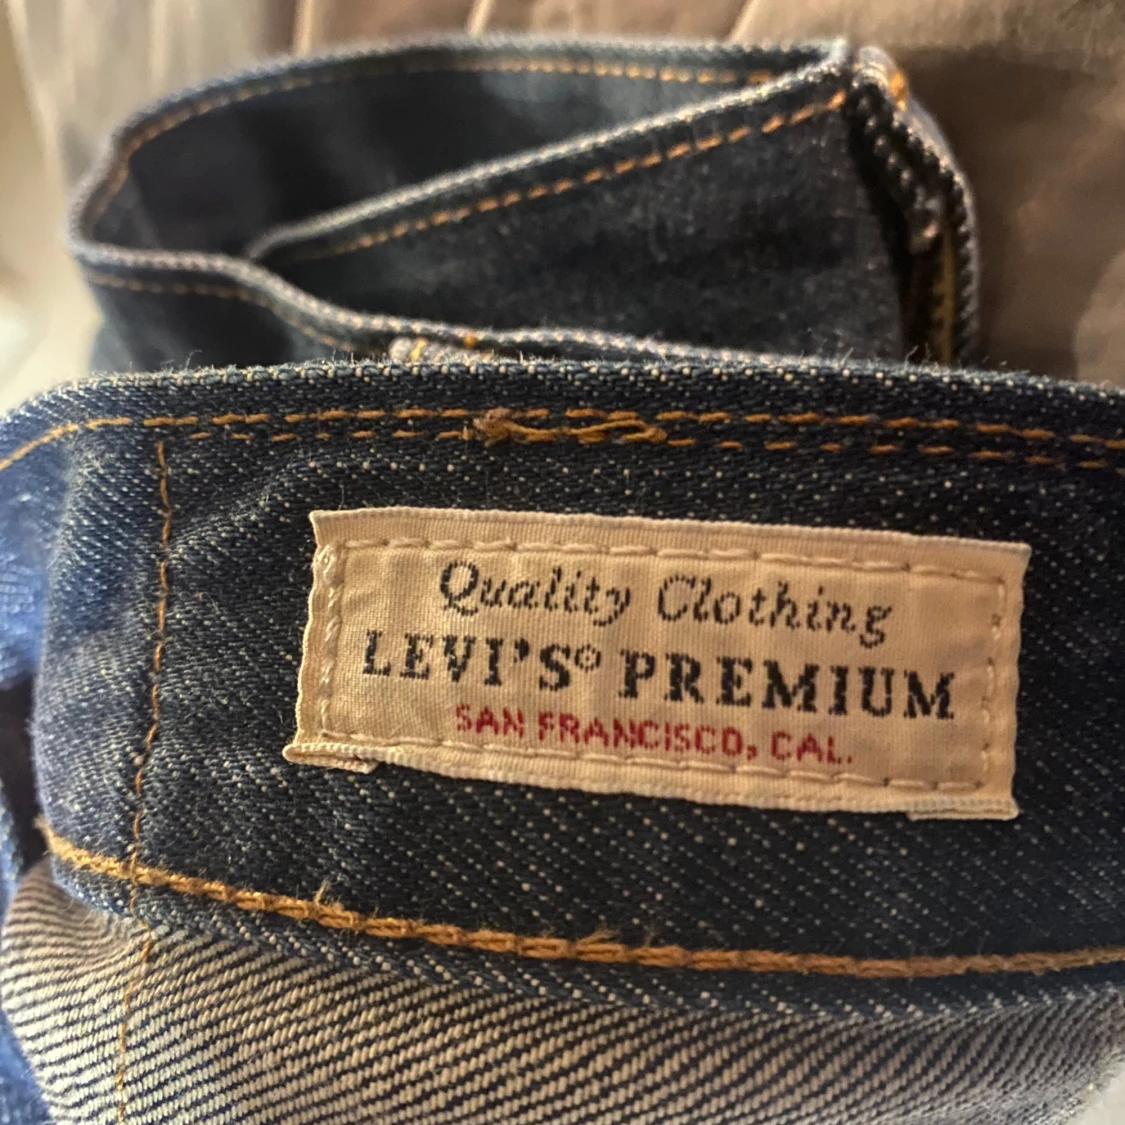 Quality Clothing
LEVI'S® PREMIUM
SAN FRANCISCO, CAL.